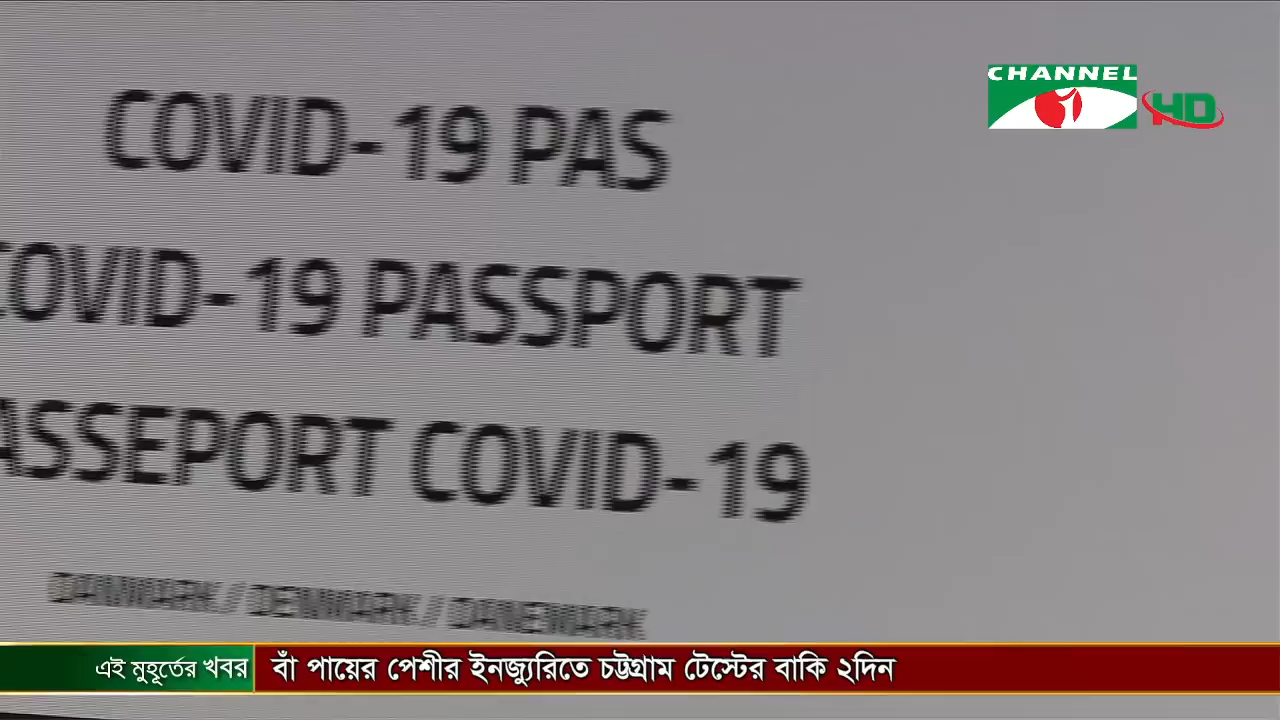 CHANNEL
i HD
COVID-19 PAS
COVID-19 PASSPORT
PASSEPORT COVID-19
DANMARK / DENMARK / DANEMARK
এই মুহূর্তের খবর
বাঁ পায়ের পেশীর ইনজ্যুরিতে চট্টগ্রাম টেস্টের বাকি ২দিন